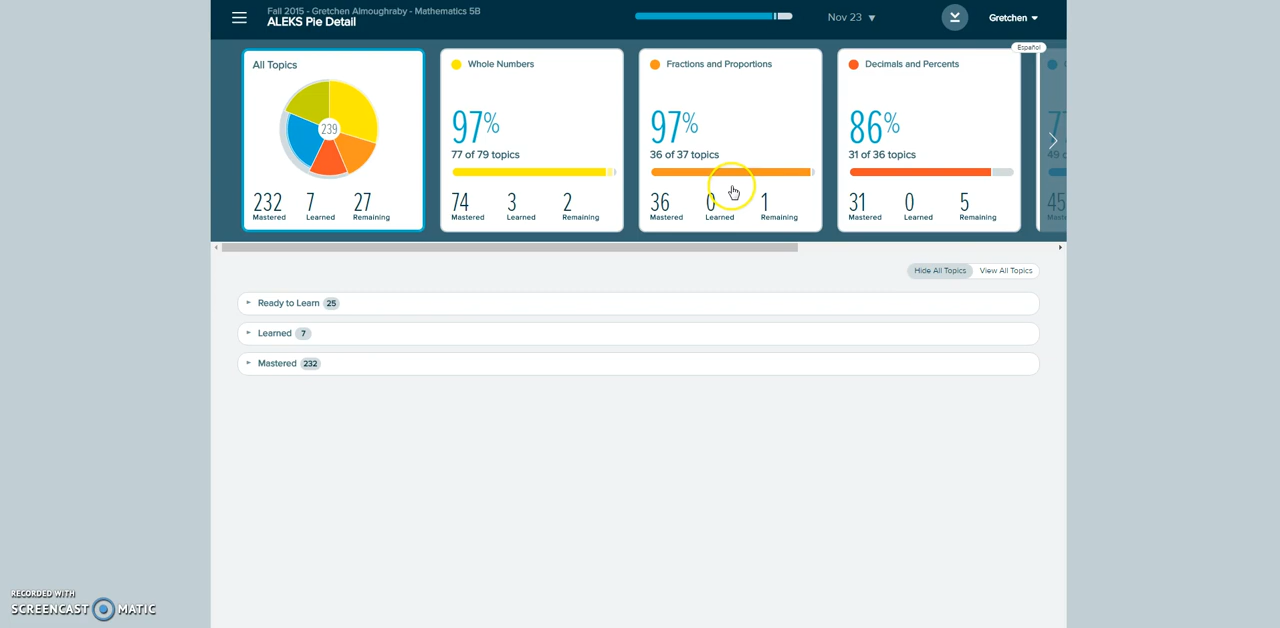 Fall 2015 - Gretchen Almoughraby - Mathematics 5B
ALEKS Pie Detail
Nov 23 ▼
Gretchen
Español
All Topics
239
232 7 27
Mastered Learned Remaining
Whole Numbers
97%
77 of 79 topics
74 3 2
Mastered Learned Remaining
Fractions and Proportions
97%
36 of 37 topics
36 0 1
Mastered Learned Remaining
Decimals and Percents
86%
31 of 36 topics
31 0 5
Mastered Learned Remaining
Hide All Topics View All Topics
Ready to Learn 25
Learned 7
Mastered 232
RECORDED WITH
SCREENCAST MATIC